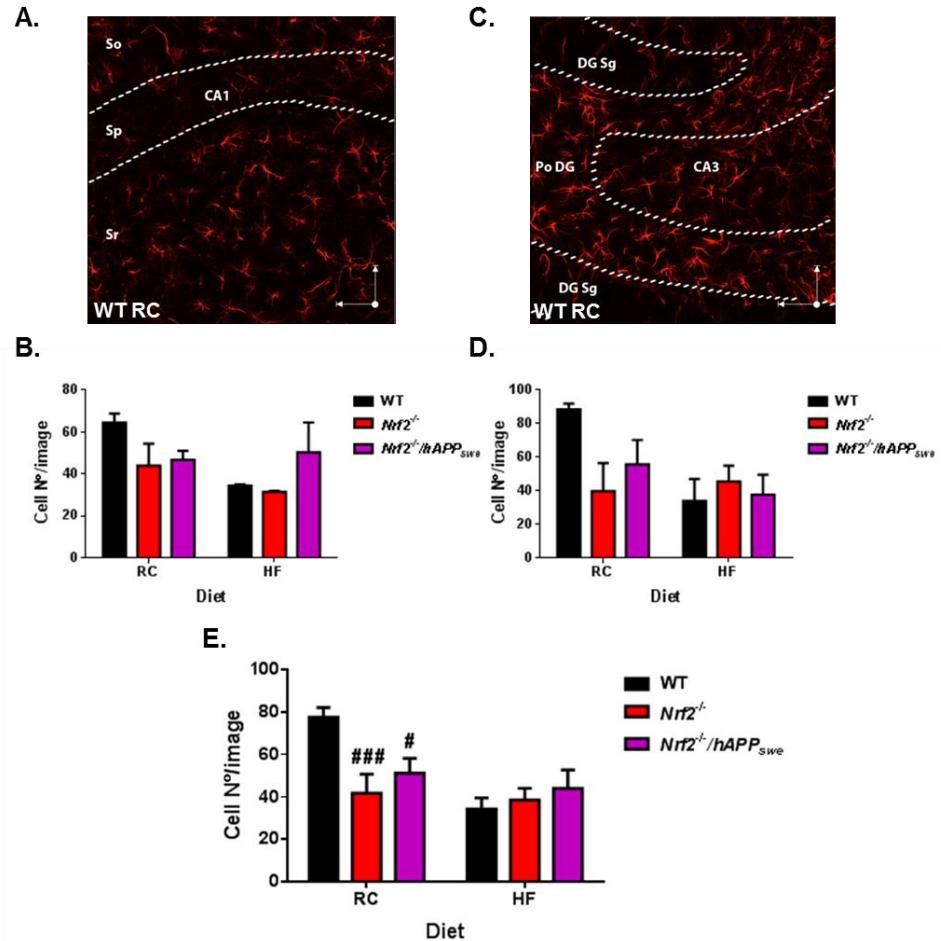 A.
So
CA1
Sp
Sr
WT RC
C.
DG Sg
Po DG
CA3
DG Sg
WT RC
B.
80
60
40
20
0
Cell Nº/image
RC
HF
Diet
WT
Nrf2-/-
Nrf2-/-/hAPPswe
D.
100
80
60
40
20
0
Cell Nº/image
RC
HF
Diet
WT
Nrf2-/-
Nrf2-/-/hAPPswe
E.
100
80
60
40
20
0
Cell Nº/image
###
#
RC
HF
Diet
WT
Nrf2-/-
Nrf2-/-/hAPPswe